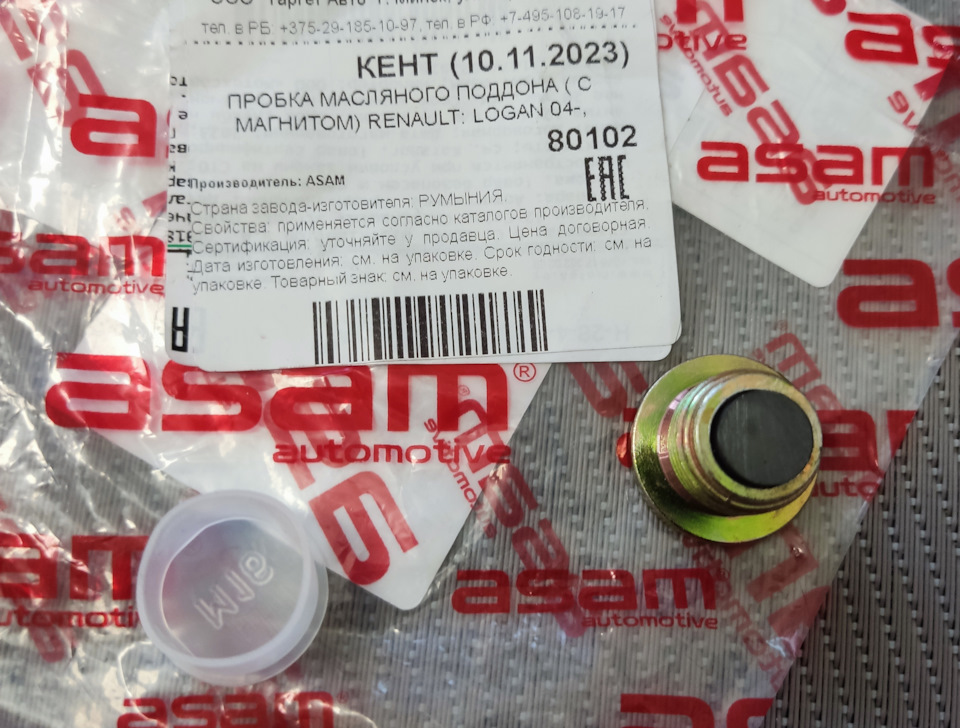 тел. в РБ: +375-29-185-10-97, тел. в РФ: +7-495-108-19-17
КЕНТ (10.11.2023)
ПРОБКА МАСЛЯНОГО ПОДДОНА ( С
МАГНИТОМ) RENAULT: LOGAN 04-,
80102
EAC
Производитель: ASAM
Страна завода-изготовителя: РУМЫНИЯ.
Свойства: применяется согласно каталогов производителя.
Сертификация: уточняйте у продавца. Цена договорная.
Дата изготовления: см. на упаковке. Срок годности: см. на
упаковке. Товарный знак: см. на упаковке.
asam
automotive
asam
automotive
asam®
automotive
asam
automotive
asam
automotive
asam